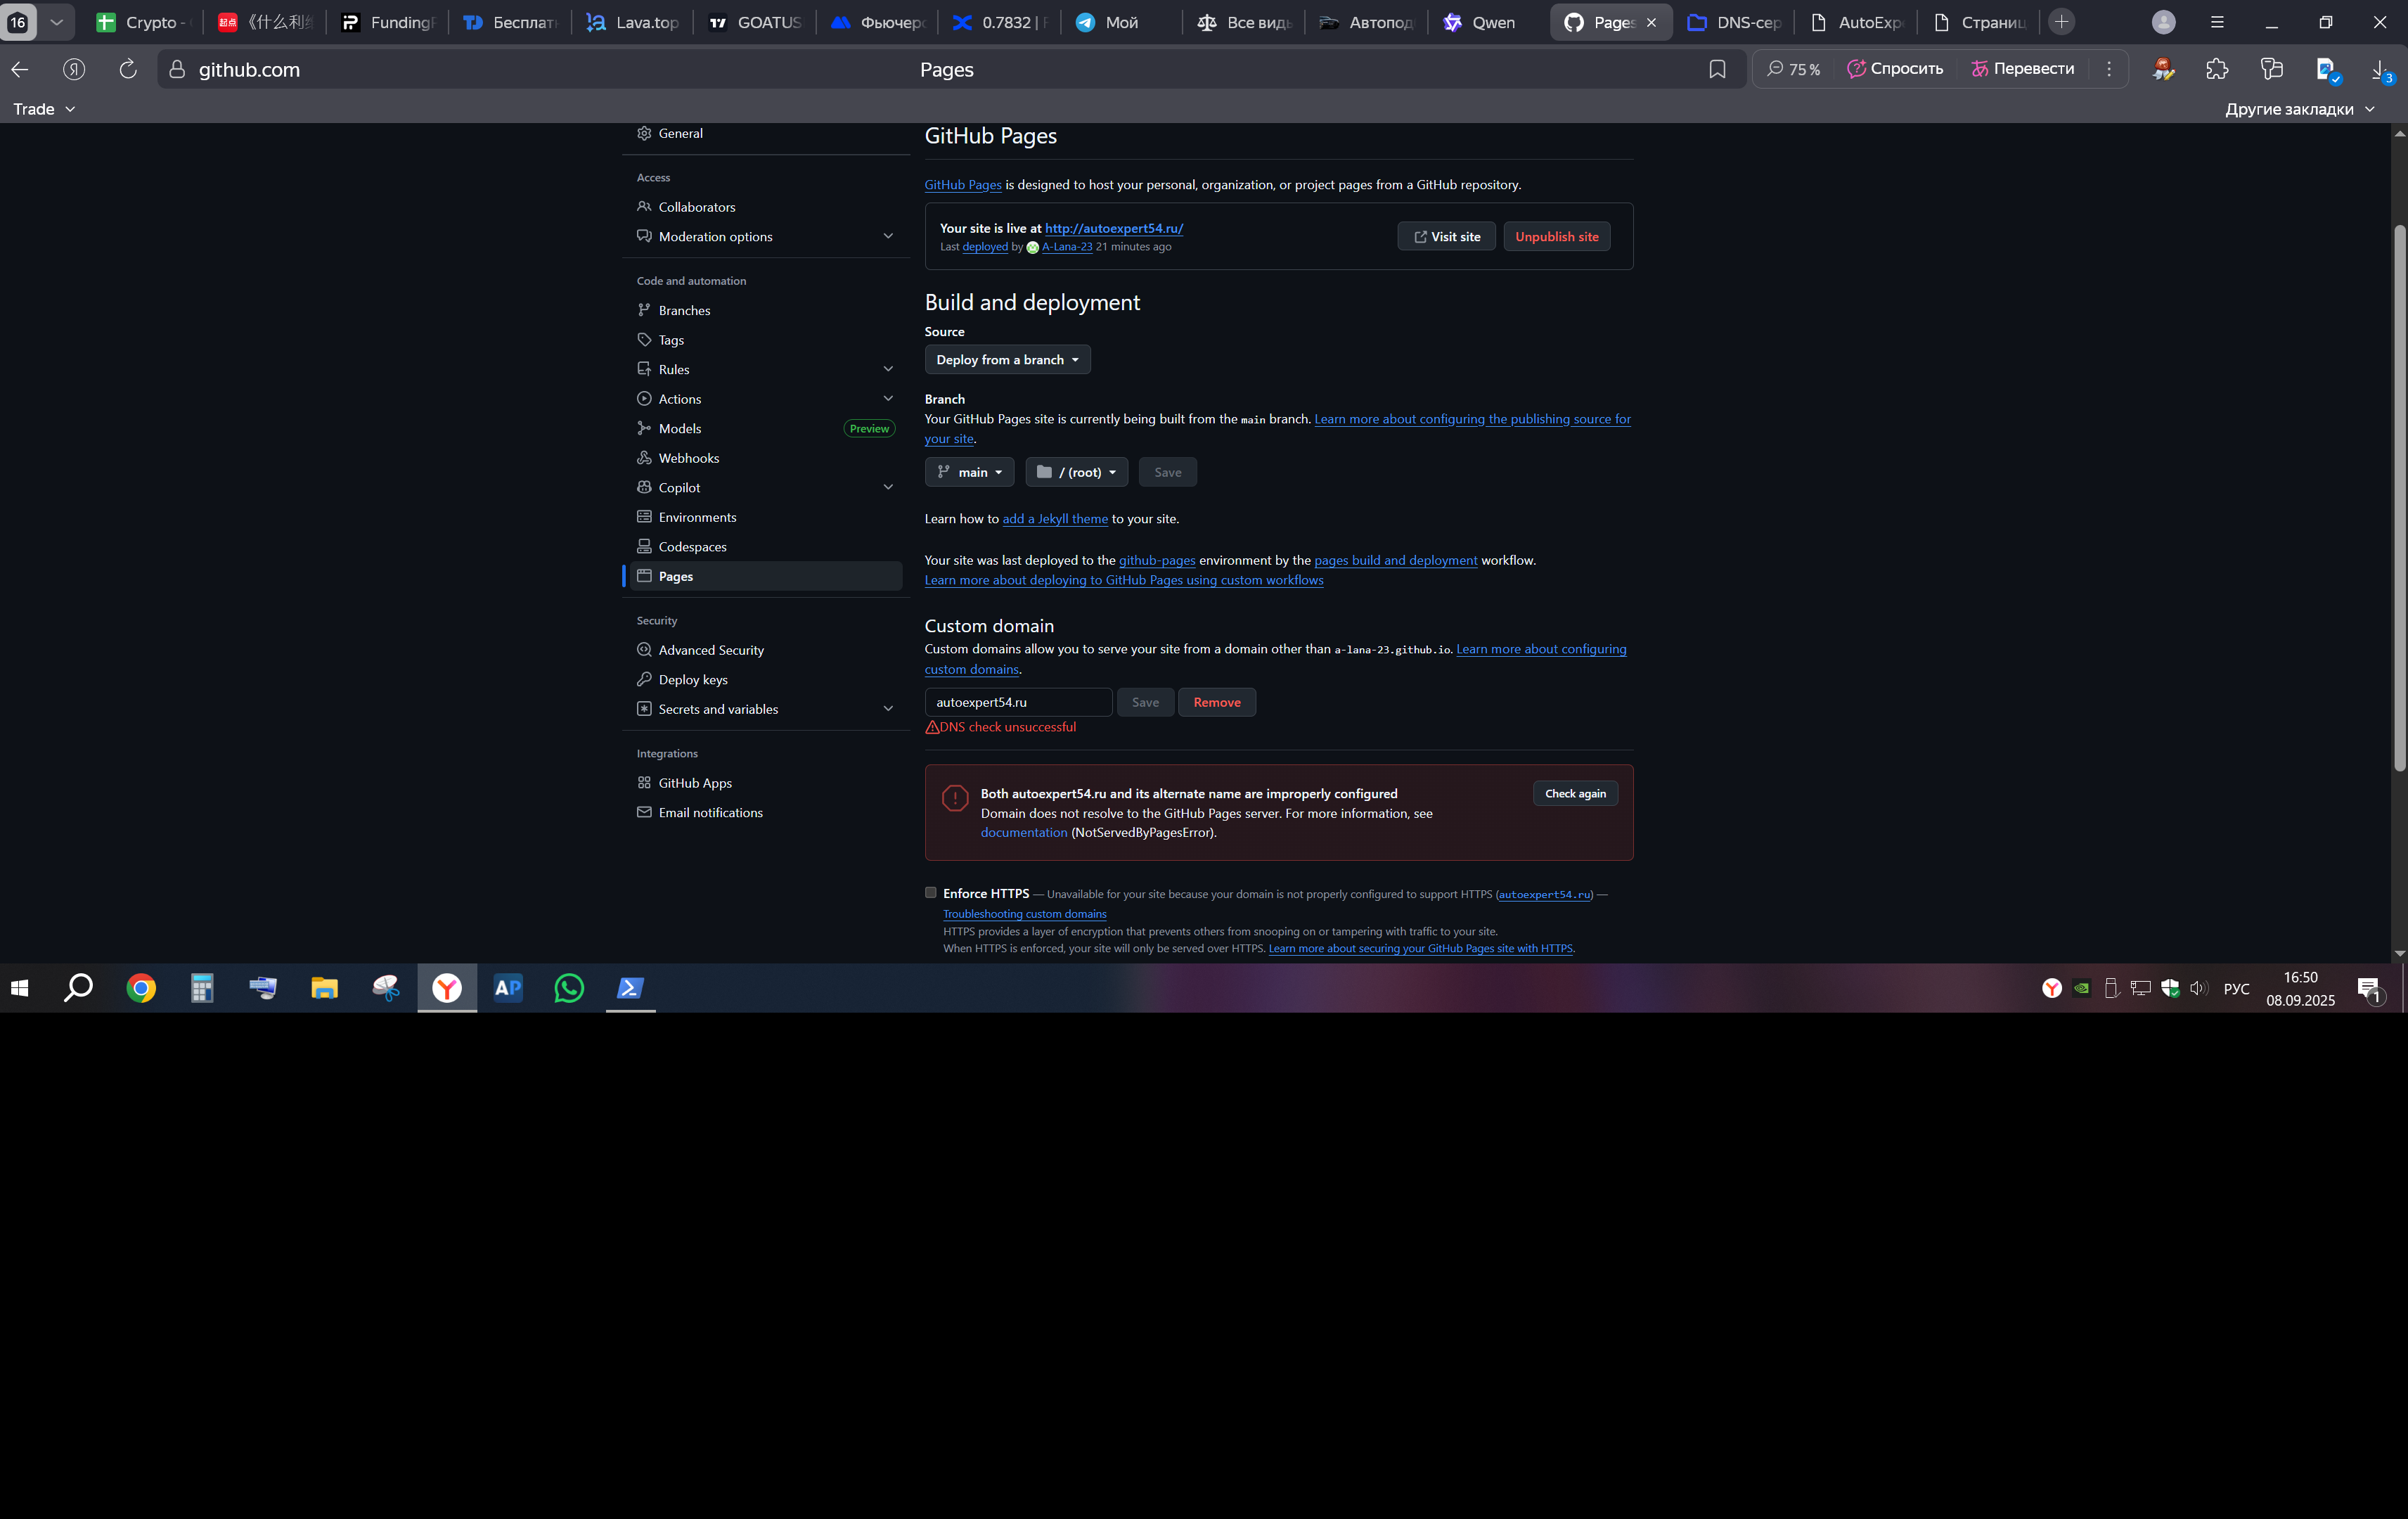 16
Crypto -
起点
《什么利
Funding
Бесплат
Lava.top
GOATUS
Фьючер
0.7832 |
Мой
Все видь
Автопод
Qwen
Pages
DNS-сер
AutoExp
Страниц
Я
github.com
Pages
75 %
Спросить
Перевести
3
Trade
Другие закладки
General
Access
Collaborators
Moderation options
Code and automation
Branches
Tags
Rules
Actions
Models
Preview
Webhooks
Copilot
Environments
Codespaces
Pages
Security
Advanced Security
Deploy keys
Secrets and variables
Integrations
GitHub Apps
Email notifications
GitHub Pages
GitHub Pages is designed to host your personal, organization, or project pages from a GitHub repository.
Your site is live at http://autoexpert54.ru/
Last deployed by A-Lana-23 21 minutes ago
Visit site
Unpublish site
Build and deployment
Source
Deploy from a branch
Branch
Your GitHub Pages site is currently being built from the main branch. Learn more about configuring the publishing source for
your site.
main
/ (root)
Save
Learn how to add a Jekyll theme to your site.
Your site was last deployed to the github-pages environment by the pages build and deployment workflow.
Learn more about deploying to GitHub Pages using custom workflows
Custom domain
Custom domains allow you to serve your site from a domain other than a-lana-23.github.io. Learn more about configuring
custom domains.
autoexpert54.ru
Save
Remove
DNS check unsuccessful
Both autoexpert54.ru and its alternate name are improperly configured
Domain does not resolve to the GitHub Pages server. For more information, see
documentation (NotServedByPagesError).
Check again
Enforce HTTPS — Unavailable for your site because your domain is not properly configured to support HTTPS (autoexpert54.ru) —
Troubleshooting custom domains
HTTPS provides a layer of encryption that prevents others from snooping on or tampering with traffic to your site.
When HTTPS is enforced, your site will only be served over HTTPS. Learn more about securing your GitHub Pages site with HTTPS.
AP
РУС
16:50
08.09.2025
1